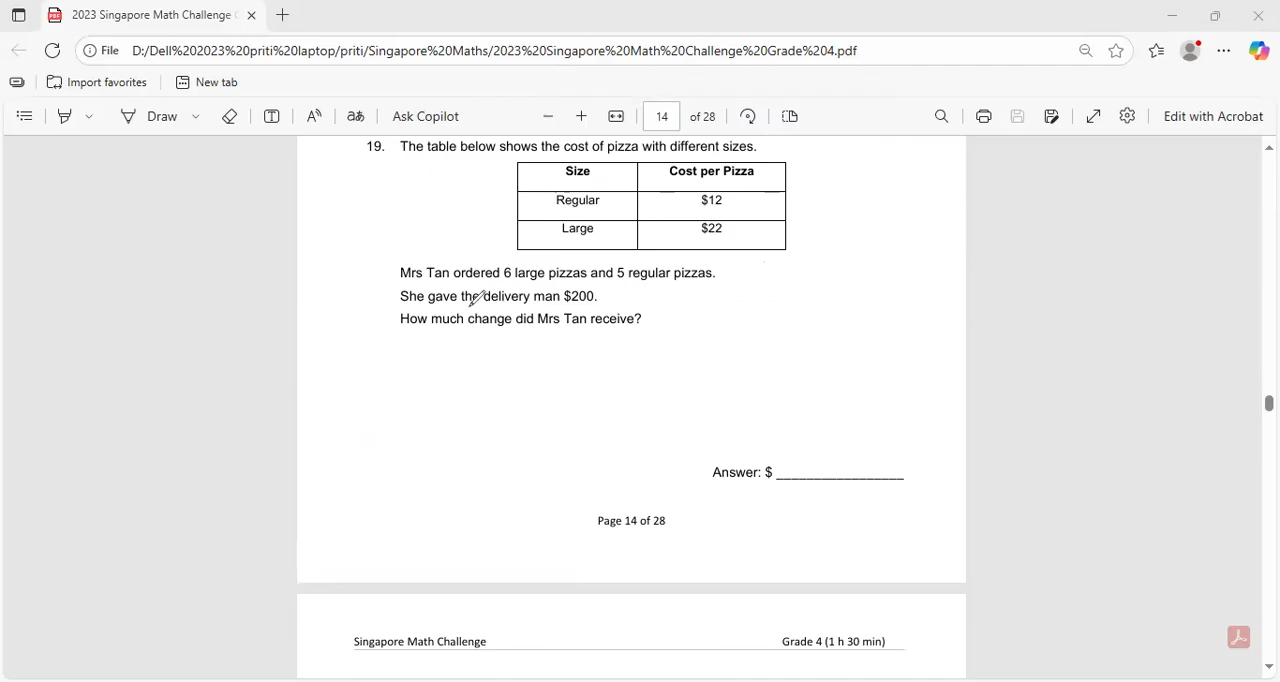 2023 Singapore Math Challenge
File
D:/Dell%202023%20priti%20laptop/priti/Singapore%20Maths/2023%20Singapore%20Math%20Challenge%20Grade%204.pdf
Import favorites
New tab
Draw
Ask Copilot
14 of 28
Edit with Acrobat
19. The table below shows the cost of pizza with different sizes.
Size Cost per Pizza
Regular $12
Large $22
Mrs Tan ordered 6 large pizzas and 5 regular pizzas.
She gave the delivery man $200.
How much change did Mrs Tan receive?
Answer: $ _________________
Page 14 of 28
Singapore Math Challenge Grade 4 (1 h 30 min)